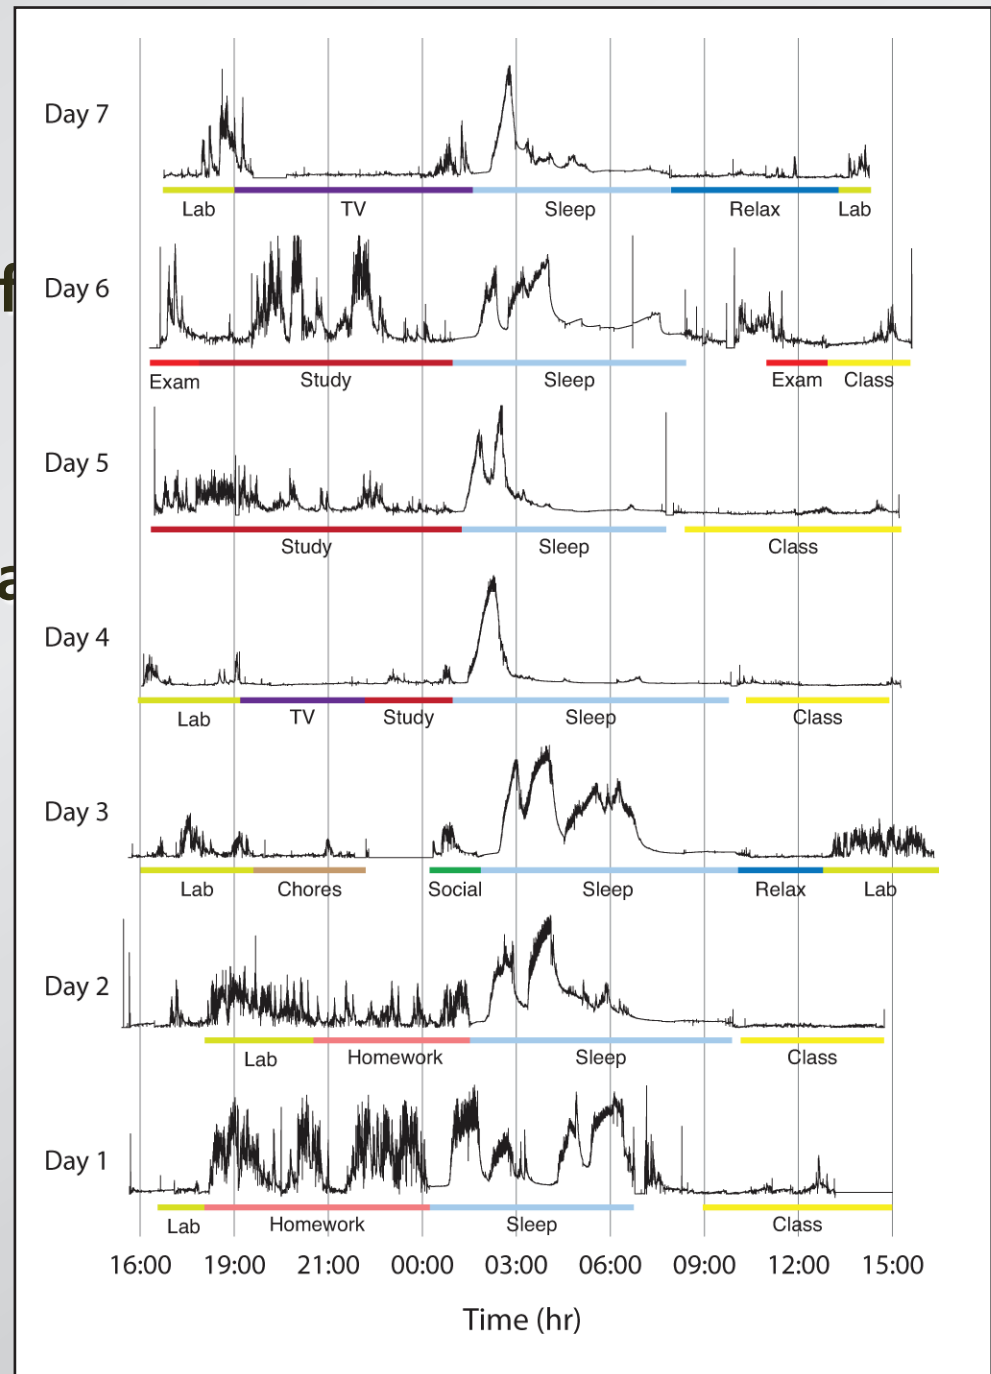 Day 7
Lab TV Sleep Relax Lab
f
Day 6
Exam Study Sleep Exam Class
Day 5
Study Sleep Class
a
Day 4
Lab TV Study Sleep Class
Day 3
Lab Chores Social Sleep Relax Lab
Day 2
Lab Homework Sleep Class
Day 1
Lab Homework Sleep Class
16:00 19:00 21:00 00:00 03:00 06:00 09:00 12:00 15:00
Time (hr)